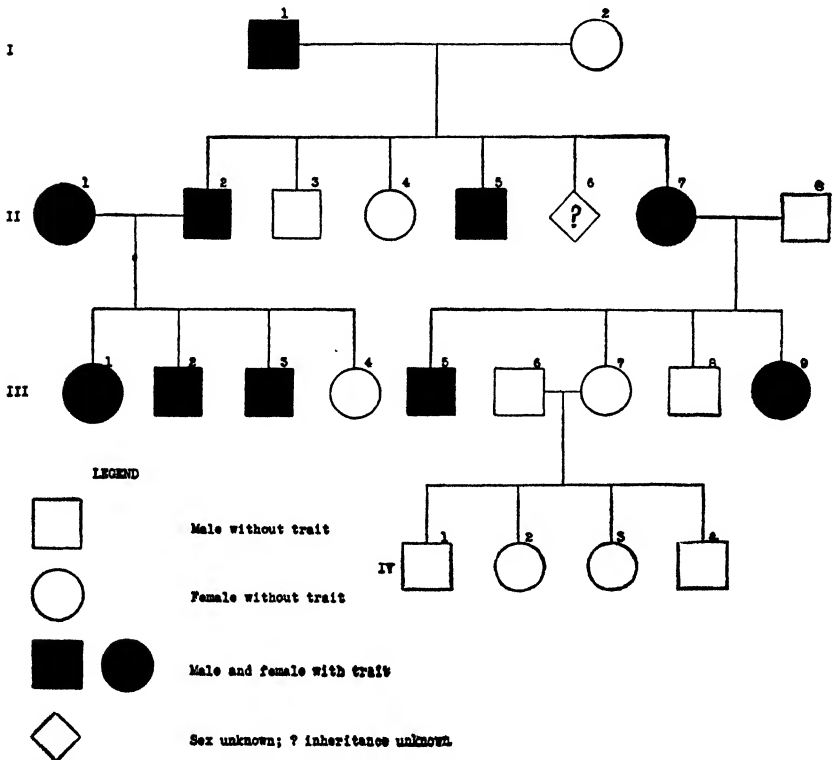 1 2
I
1 2 3 4 5 6 7 8
II
?
1 2 3 4 5 6 7 8 9
III
LEGEND
Male without trait
1 2 3 4
IV
Female without trait
Male and female with trait
Sex unknown; ? inheritance unknown